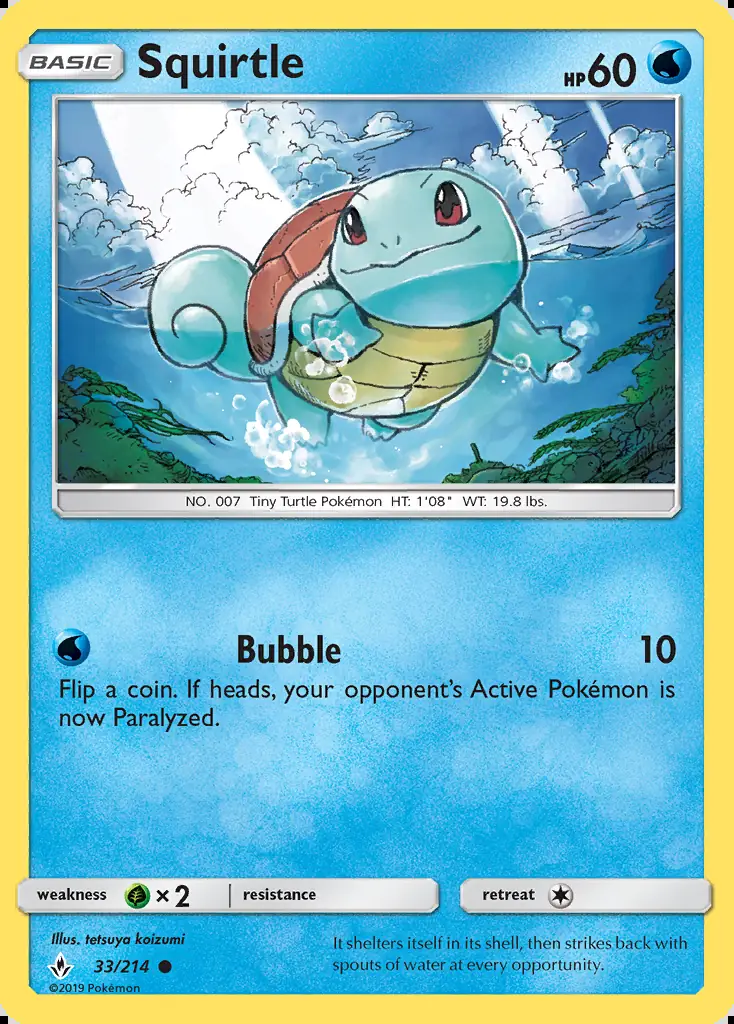 BASIC Squirtle HP60
NO. 007 Tiny Turtle Pokémon HT: 1'08" WT: 19.8 lbs.
Bubble 10
Flip a coin. If heads, your opponent's Active Pokémon is
now Paralyzed.
weakness ×2 resistance retreat
Illus. tetsuya koizumi
33/214
©2019 Pokémon
It shelters itself in its shell, then strikes back with
spouts of water at every opportunity.